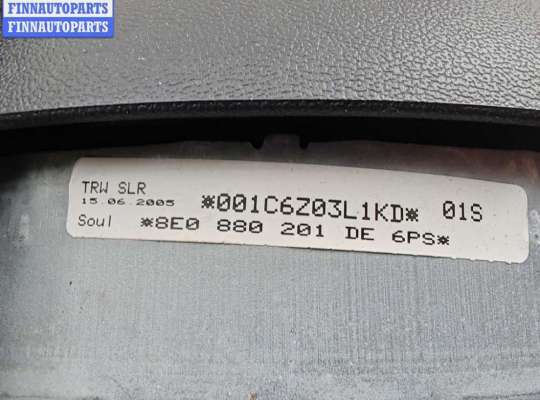 FINNAUTOPARTS
FINNAUTOPARTS
TRW SLR
15.06.2005 *001C6Z03L1KD* 01S
Soul *8E0 880 201 DE 6PS*